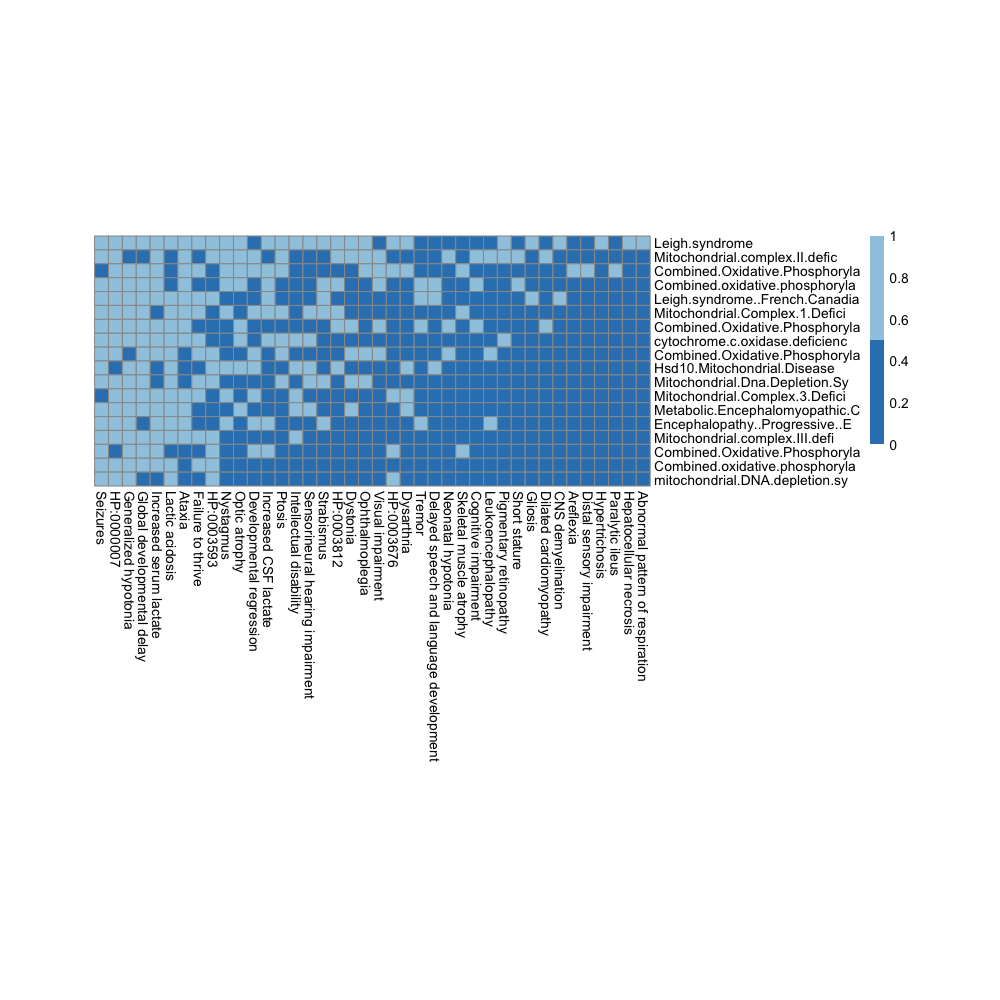 Leigh.syndrome
Mitochondrial.complex.II.defic
Combined.Oxidative.Phosphoryla
Combined.oxidative.phosphoryla
Leigh.syndrome..French.Canadia
Mitochondrial.Complex.1.Defici
Combined.Oxidative.Phosphoryla
cytochrome.c.oxidase.deficienc
Combined.Oxidative.Phosphoryla
Hsd10.Mitochondrial.Disease
Mitochondrial.Dna.Depletion.Sy
Mitochondrial.Complex.3.Defici
Metabolic.Encephalomyopathic.C
Encephalopathy..Progressive..E
Mitochondrial.complex.III.defi
Combined.Oxidative.Phosphoryla
Combined.oxidative.phosphoryla
mitochondrial.DNA.depletion.sy
1
0.8
0.6
0.4
0.2
0
Seizures
HP:0000007
Generalized hypotonia
Global developmental delay
Increased serum lactate
Lactic acidosis
Ataxia
Failure to thrive
HP:0003593
Nystagmus
Optic atrophy
Developmental regression
Increased CSF lactate
Ptosis
Intellectual disability
Sensorineural hearing impairment
Strabismus
HP:0003812
Dystonia
Ophthalmoplegia
Visual impairment
HP:0003676
Dysarthria
Tremor
Delayed speech and language development
Neonatal hypotonia
Skeletal muscle atrophy
Cognitive impairment
Leukoencephalopathy
Pigmentary retinopathy
Short stature
Gliosis
Dilated cardiomyopathy
CNS demyelination
Areflexia
Distal sensory impairment
Hypertrichosis
Paralytic ileus
Hepatocellular necrosis
Abnormal pattern of respiration